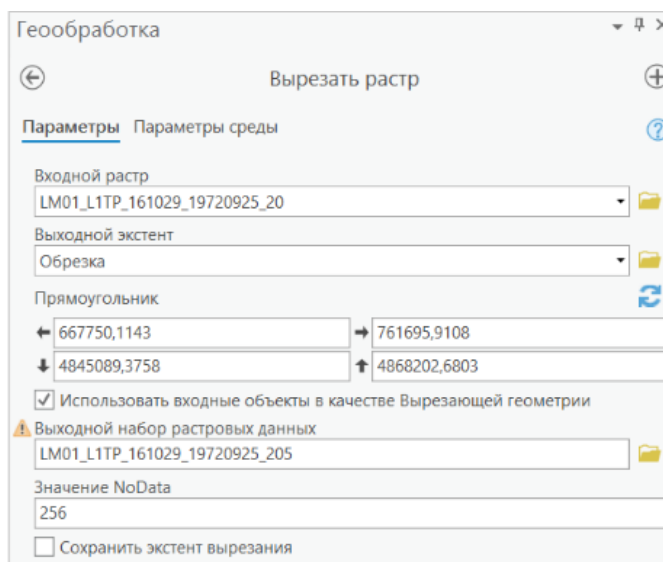 Геообработка
Вырезать растр
Параметры Параметры среды
Входной растр
LM01_L1TP_161029_19720925_20
Выходной экстент
Обрезка
Прямоугольник
667750,1143 761695,9108
4845089,3758 4868202,6803
Использовать входные объекты в качестве Вырезающей геометрии
Выходной набор растровых данных
LM01_L1TP_161029_19720925_205
Значение NoData
256
Сохранить экстент вырезания